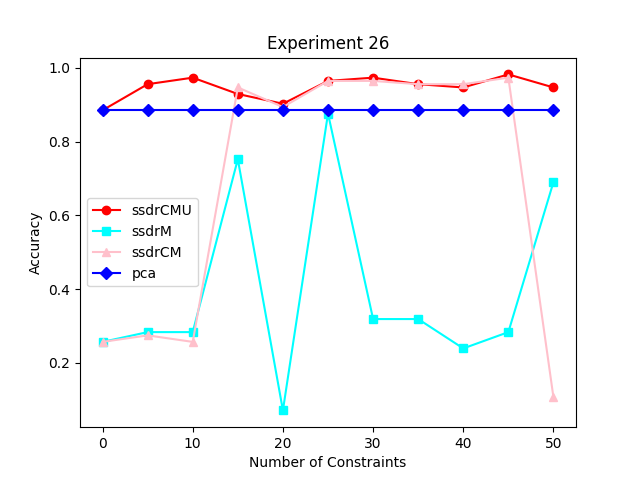 Experiment 26
Accuracy
1.0
0.8
0.6
0.4
0.2
ssdrCMU
ssdrM
ssdrCM
pca
0 10 20 30 40 50
Number of Constraints